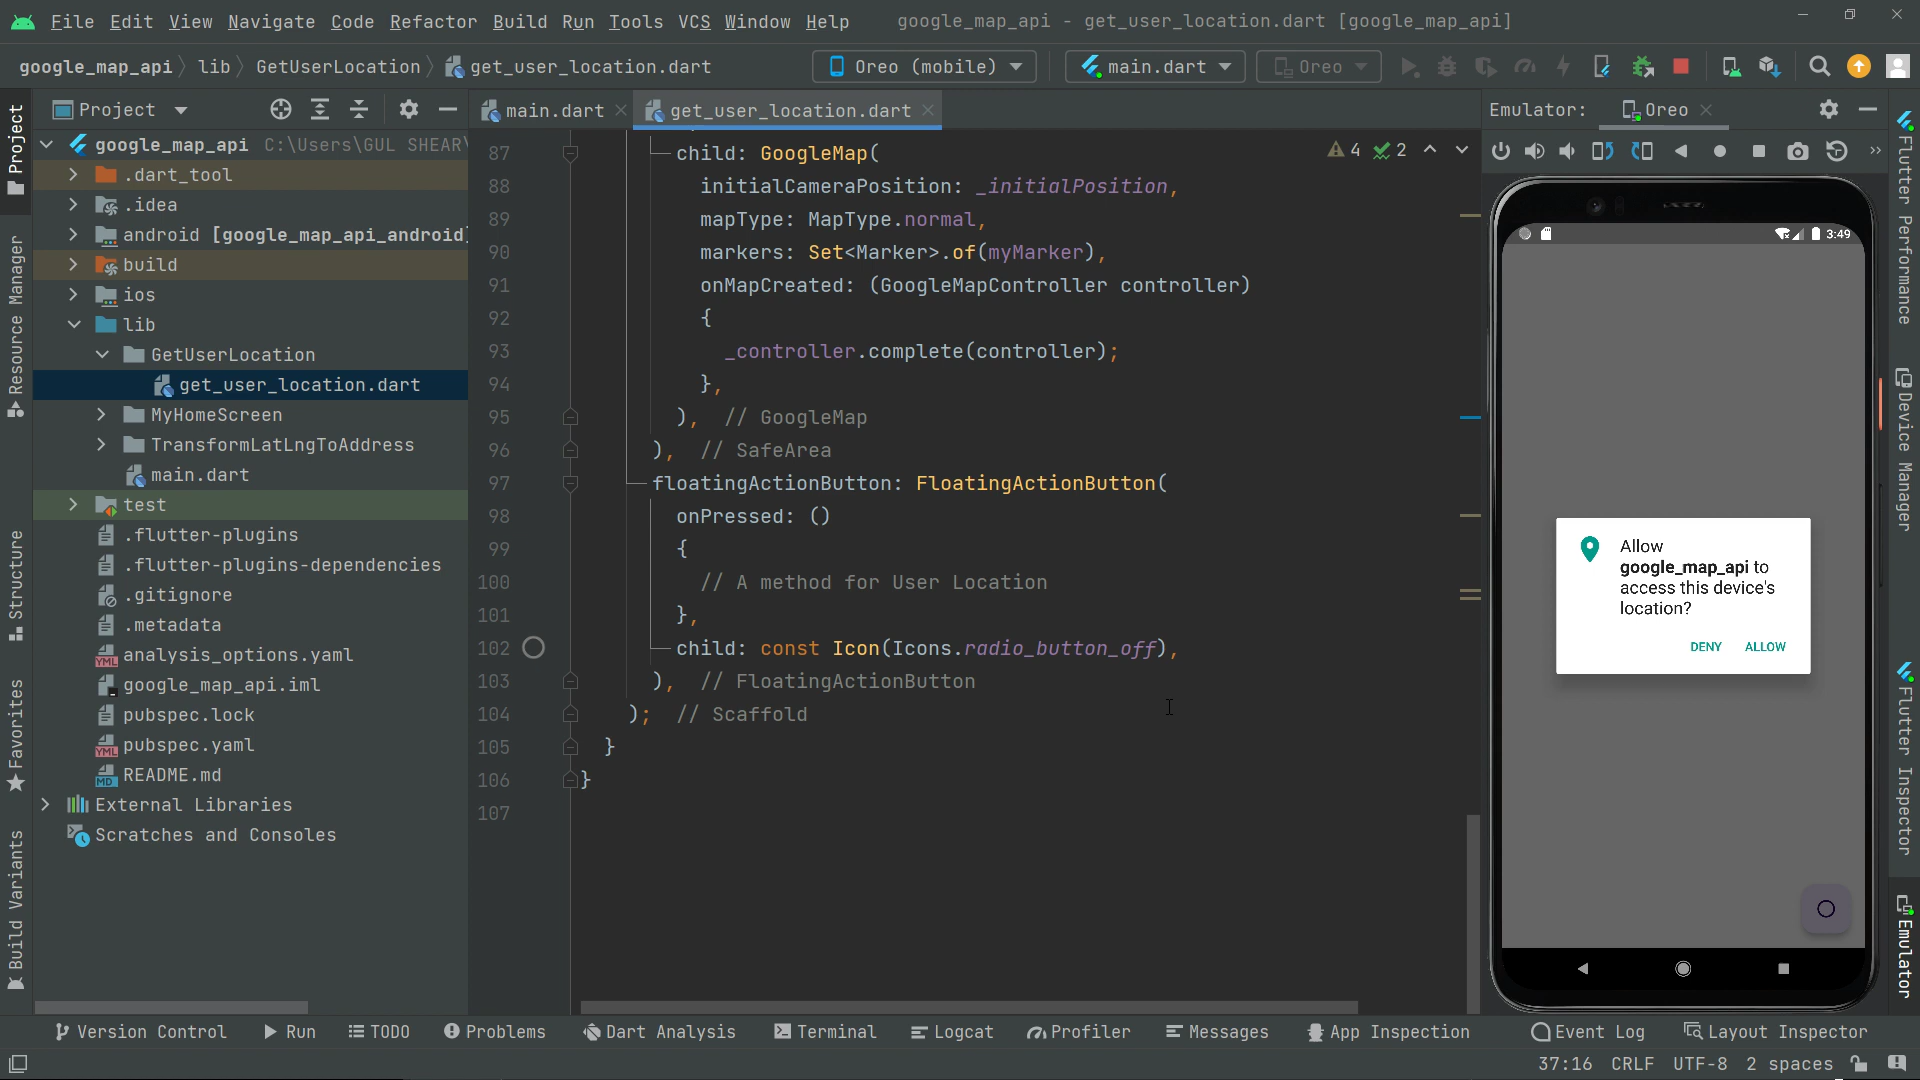 File Edit View Navigate Code Refactor Build Run Tools VCS Window Help google_map_api - get_user_location.dart [google_map_api]
google_map_api lib GetUserLocation get_user_location.dart Oreo (mobile) main.dart Oreo
Project
main.dart
get_user_location.dart
Emulator: Oreo
google_map_api C:\Users\GUL SHEAR\
.dart_tool
.idea
android [google_map_api_android]
build
ios
lib
GetUserLocation
get_user_location.dart
MyHomeScreen
TransformLatLngToAddress
main.dart
test
.flutter-plugins
.flutter-plugins-dependencies
.gitignore
.metadata
analysis_options.yaml
google_map_api.iml
pubspec.lock
pubspec.yaml
README.md
External Libraries
Scratches and Consoles
4 2
87 child: GoogleMap(
88 initialCameraPosition: _initialPosition,
89 mapType: MapType.normal,
90 markers: Set<Marker>.of(myMarker),
91 onMapCreated: (GoogleMapController controller)
92 {
93 _controller.complete(controller);
94 },
95 ), // GoogleMap
96 ), // SafeArea
97 floatingActionButton: FloatingActionButton(
98 onPressed: ()
99 {
100 // A method for User Location
101 },
102 child: const Icon(Icons.radio_button_off),
103 ), // FloatingActionButton
104 ); // Scaffold
105 }
106 }
107
3:49
Allow
google_map_api to
access this device's
location?
DENY ALLOW
Project
Resource Manager
Structure
Favorites
Build Variants
Flutter Performance
Device Manager
Flutter Inspector
Emulator
Version Control Run TODO Problems Dart Analysis Terminal Logcat Profiler Messages App Inspection Event Log Layout Inspector
37:16 CRLF UTF-8 2 spaces